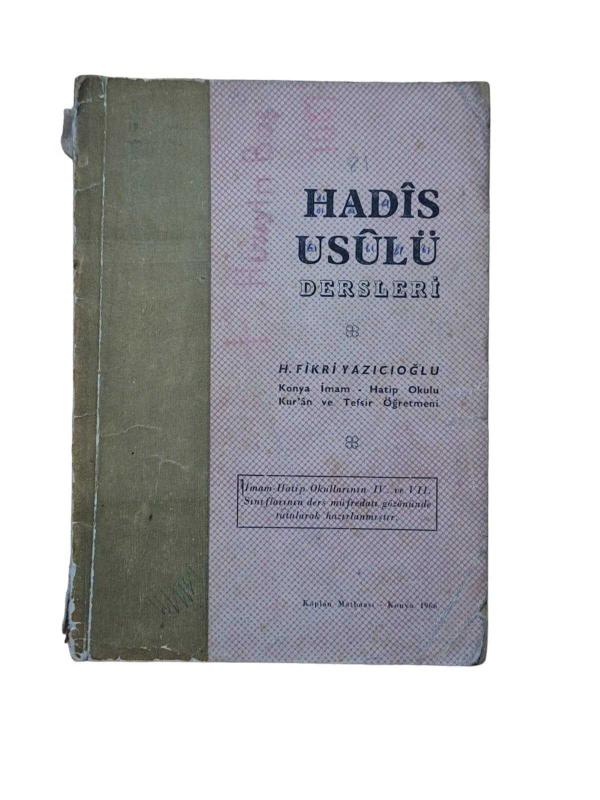 HADÎS
USÛLÜ
DERSLERİ
H. FİKRİ YAZICIOĞLU
Konya İmam - Hatip Okulu
Kur'ân ve Tefsir Öğretmeni
İmam-Hatip Okullarının IV. ve VII.
Sınıflarının ders müfredatı gözönünde
tutularak hazırlanmıştır.
Kaplan Matbaası - Konya 1966